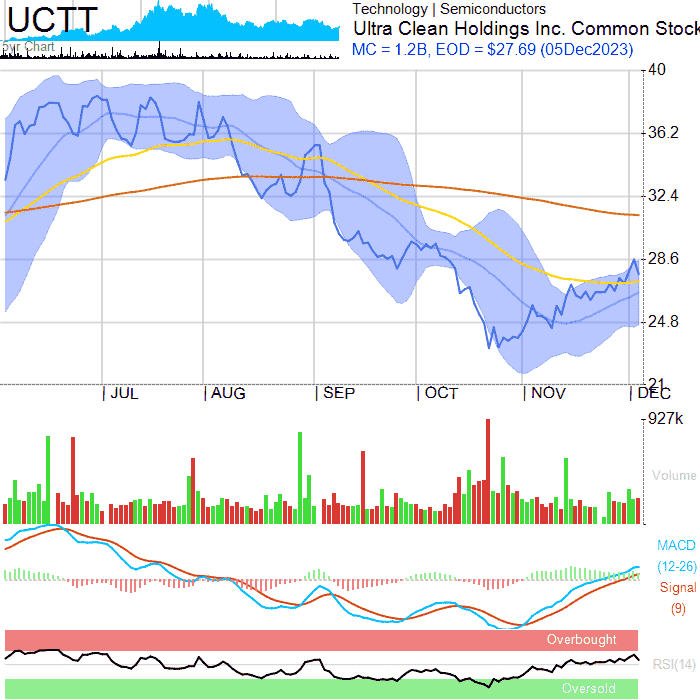 UCTT
5yr Chart
Technology | Semiconductors
Ultra Clean Holdings Inc. Common Stock
MC = 1.2B, EOD = $27.69 (05Dec2023)
40
36.2
32.4
28.6
24.8
21
JUL
AUG
SEP
OCT
NOV
DEC
927k
Volume
MACD
(12-26)
Signal
(9)
Overbought
RSI(14)
Oversold